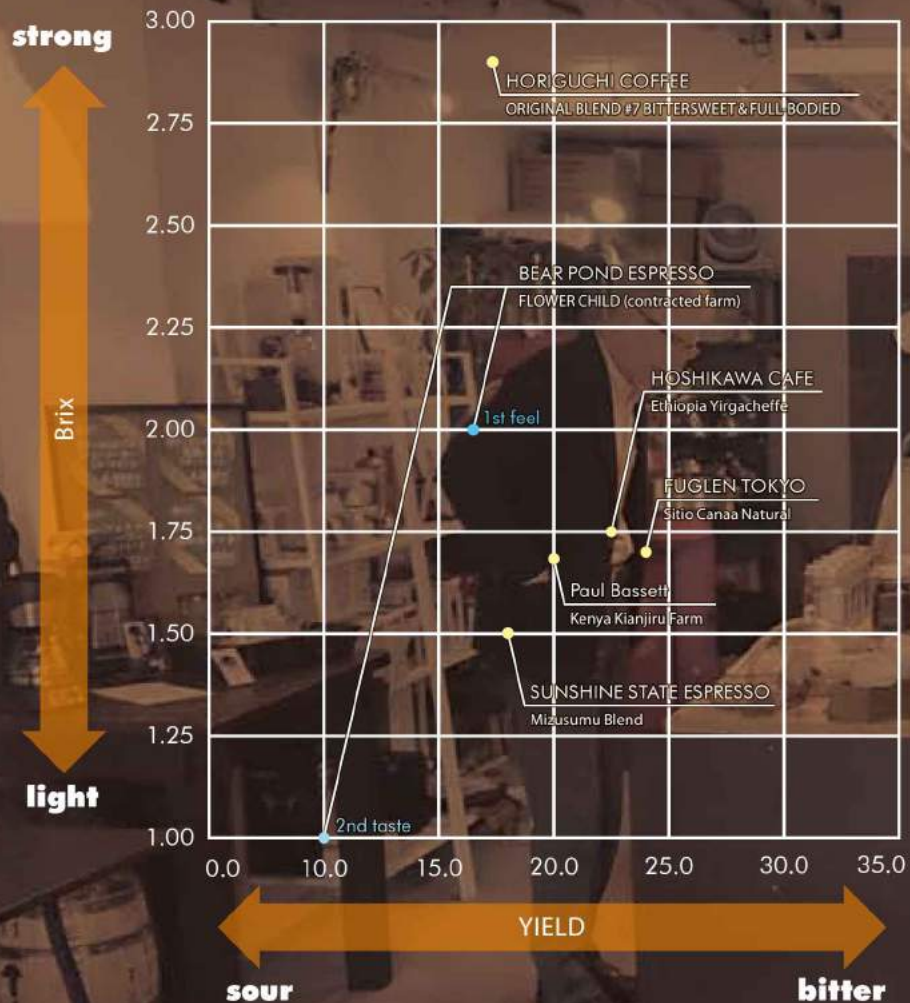 strong
3.00
HORIGUCHI COFFEE
ORIGINAL BLEND #7 BITTERSWEET & FULL-BODIED
2.75
2.50
BEAR POND ESPRESSO
FLOWER CHILD (contracted farm)
2.25
HOSHIKAWA CAFE
Ethiopia Yirgacheffe
Brix
2.00
1st feel
FUGLEN TOKYO
Sitio Canaa Natural
1.75
Paul Bassett
Kenya Kianjiru Farm
1.50
SUNSHINE STATE ESPRESSO
Mizusumu Blend
1.25
light
1.00
2nd taste
0.0 10.0 15.0 20.0 25.0 30.0 35.0
YIELD
sour bitter